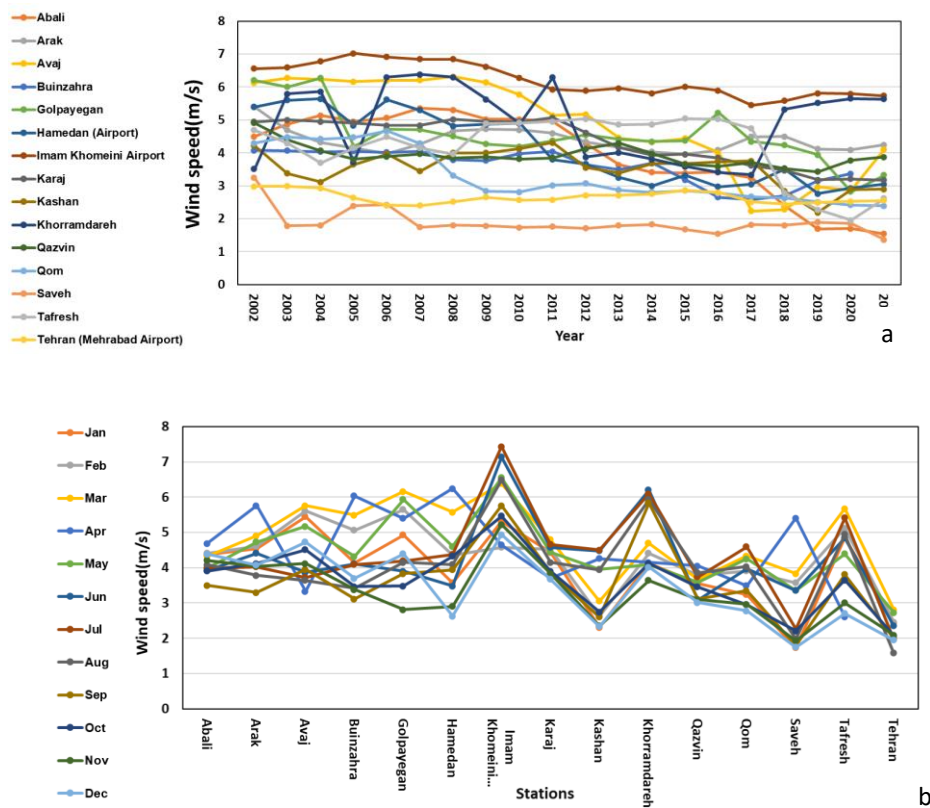 Abali
Arak
Avaj
Buinzahra
Golpayegan
Hamedan (Airport)
Imam Khomeini Airport
Karaj
Kashan
Khorramdareh
Qazvin
Qom
Saveh
Tafresh
Tehran (Mehrabad Airport)
Wind speed(m/s)
8
7
6
5
4
3
2
1
0
2002
2003
2004
2005
2006
2007
2008
2009
2010
2011
2012
2013
2014
2015
2016
2017
2018
2019
2020
20
Year
a
Jan
Feb
Mar
Apr
May
Jun
Jul
Aug
Sep
Oct
Nov
Dec
Wind speed(m/s)
8
7
6
5
4
3
2
1
0
Abali
Arak
Avaj
Buinzahra
Golpayegan
Hamedan
Imam
Khomeini...
Karaj
Kashan
Khorramdareh
Qazvin
Qom
Saveh
Tafresh
Tehran
Stations
b